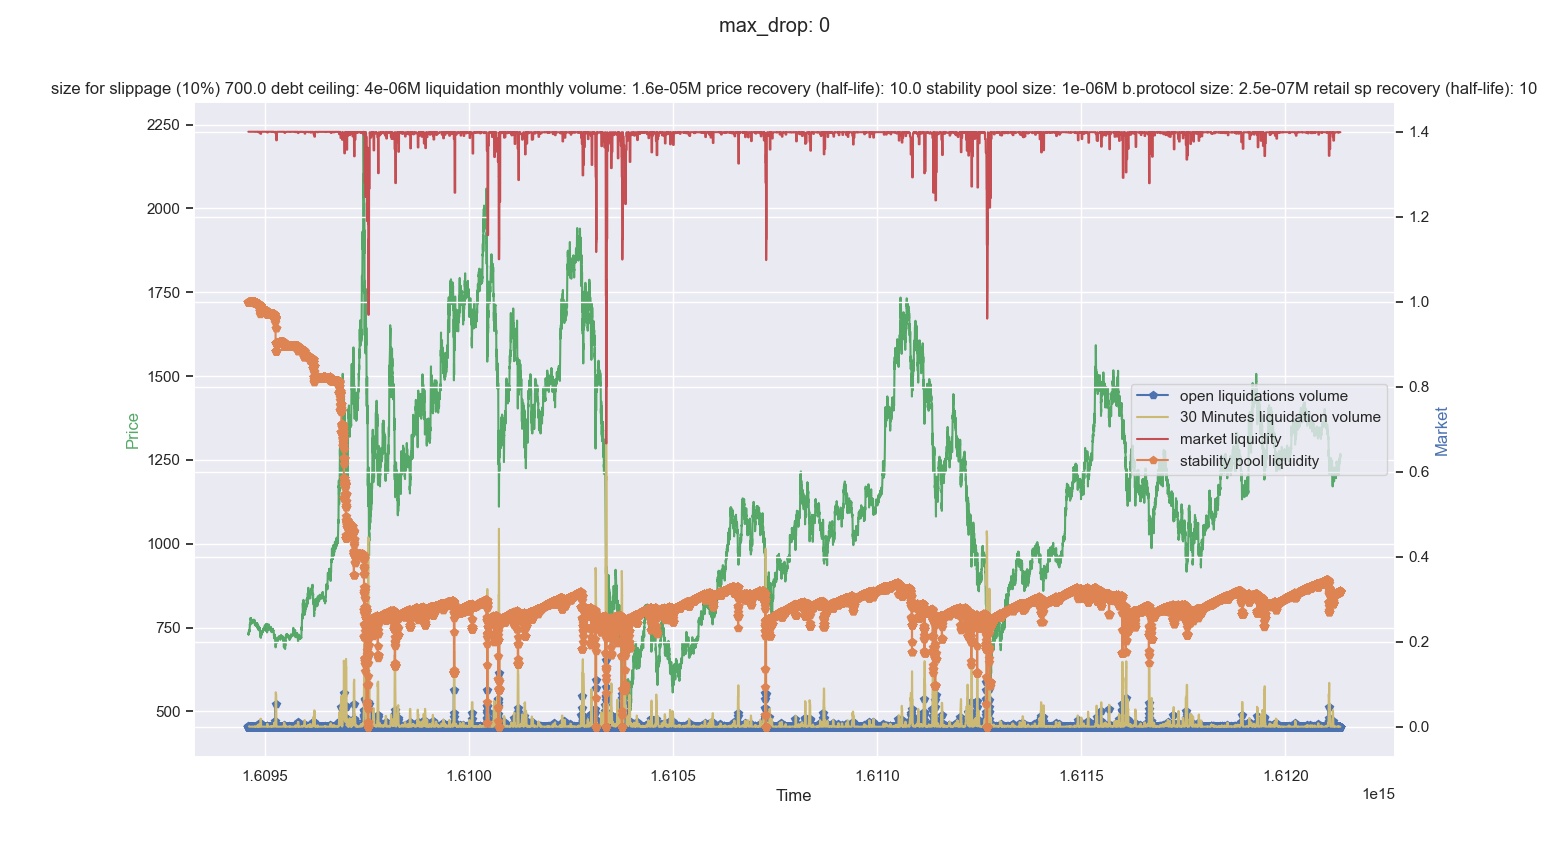 max_drop: 0
size for slippage (10%) 700.0 debt ceiling: 4e-06M liquidation monthly volume: 1.6e-05M price recovery (half-life): 10.0 stability pool size: 1e-06M b.protocol size: 2.5e-07M retail sp recovery (half-life): 10
2250
2000
1750
1500
1250
1000
750
500
Price
1.4
1.2
1.0
0.8
0.6
0.4
0.2
0.0
Market
open liquidations volume
30 Minutes liquidation volume
market liquidity
stability pool liquidity
1.6095
1.6100
1.6105
1.6110
1.6115
1.6120
1e15
Time